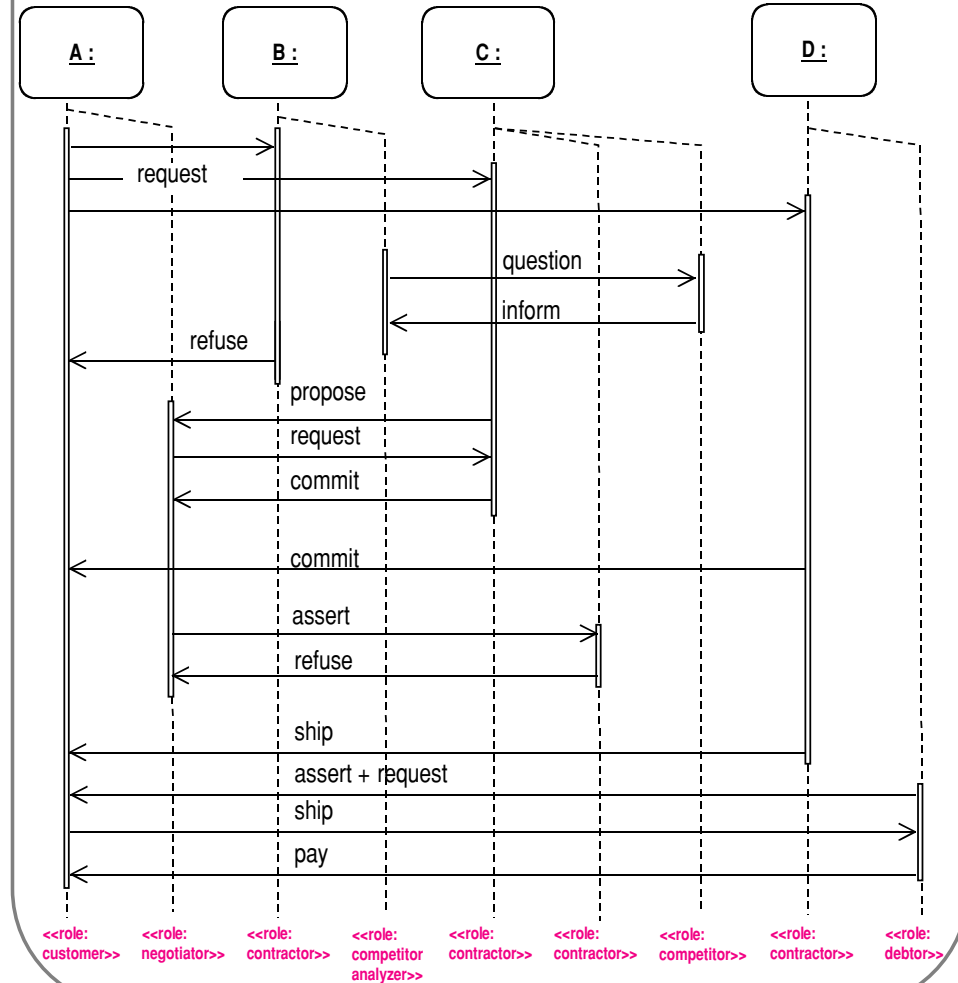 A :
B :
C :
D :
request
question
inform
refuse
propose
request
commit
commit
assert
refuse
ship
assert + request
ship
pay
<<role:
customer>>
<<role:
negotiator>>
<<role:
contractor>>
<<role:
competitor
analyzer>>
<<role:
contractor>>
<<role:
contractor>>
<<role:
competitor>>
<<role:
contractor>>
<<role:
debtor>>